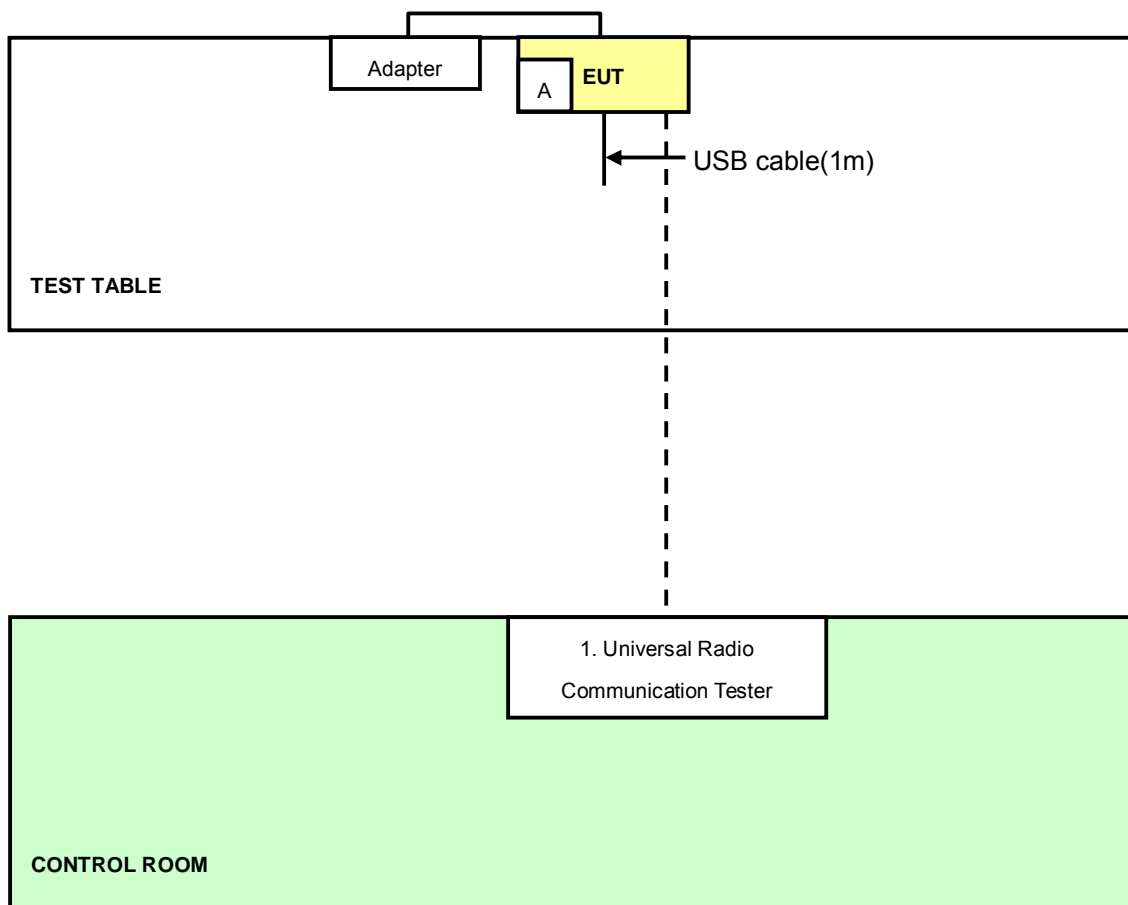 Adapter
EUT
A
USB cable(1m)
TEST TABLE
1. Universal Radio
Communication Tester
CONTROL ROOM